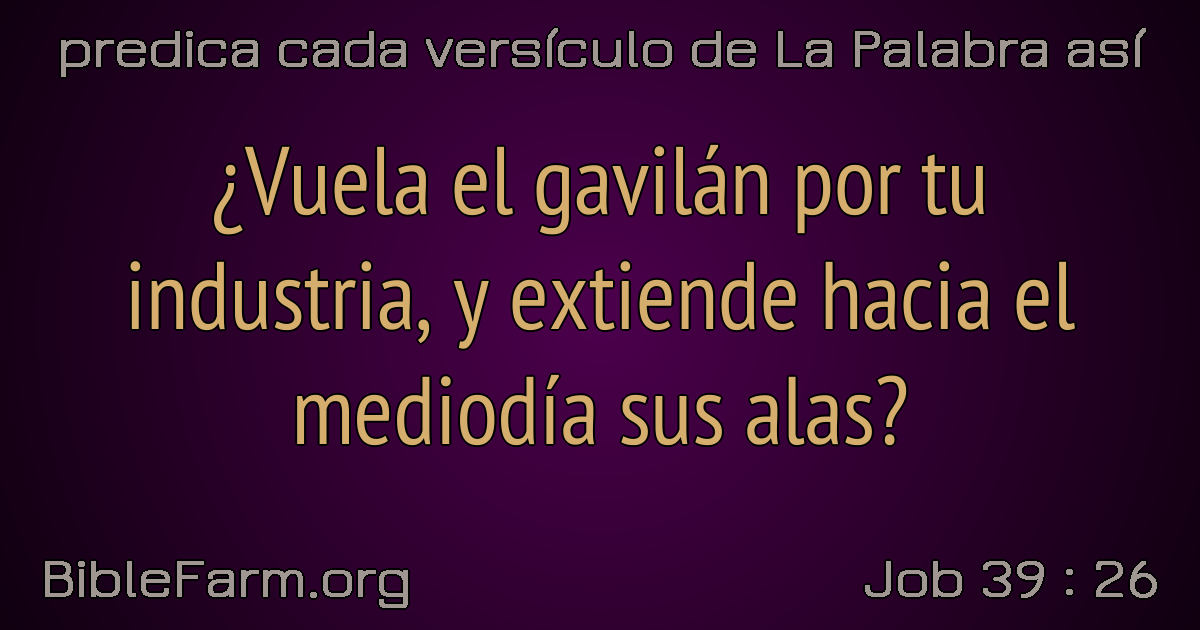 predica cada versículo de La Palabra así
¿Vuela el gavilán por tu
industria, y extiende hacia el
mediodía sus alas?
BibleFarm.org
Job 39 : 26